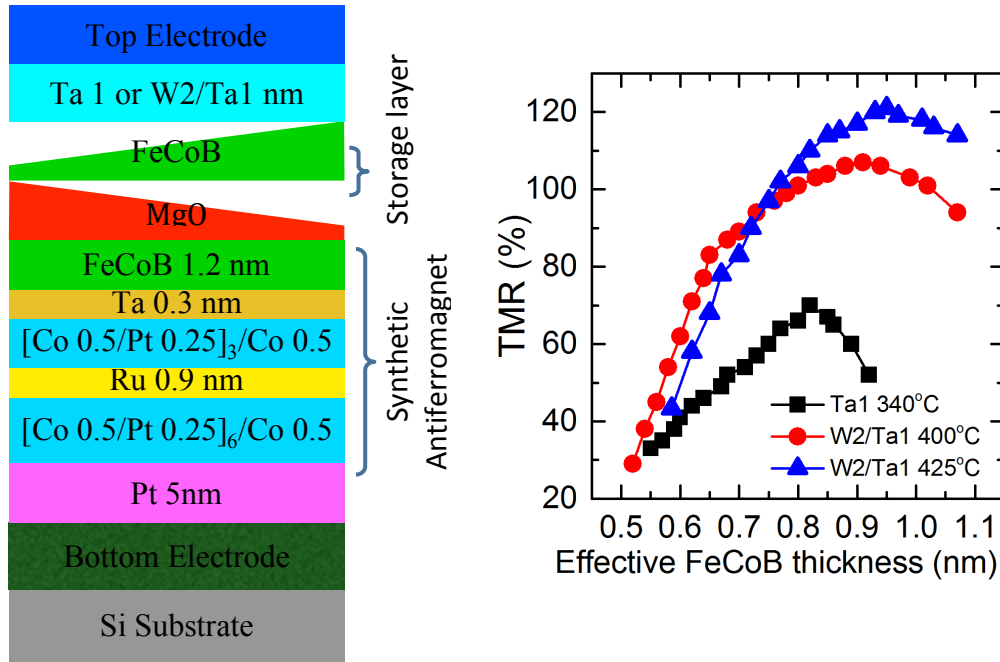 Top Electrode
Ta 1 or W2/Ta1 nm
FeCoB
MgO
FeCoB 1.2 nm
Ta 0.3 nm
[Co 0.5/Pt 0.25]3/Co 0.5
Ru 0.9 nm
[Co 0.5/Pt 0.25]6/Co 0.5
Pt 5nm
Bottom Electrode
Si Substrate
Storage layer
Synthetic
Antiferromagnet
TMR (%)
120
100
80
60
40
20
Ta1 340°C
W2/Ta1 400°C
W2/Ta1 425°C
0.5 0.6 0.7 0.8 0.9 1.0 1.1
Effective FeCoB thickness (nm)